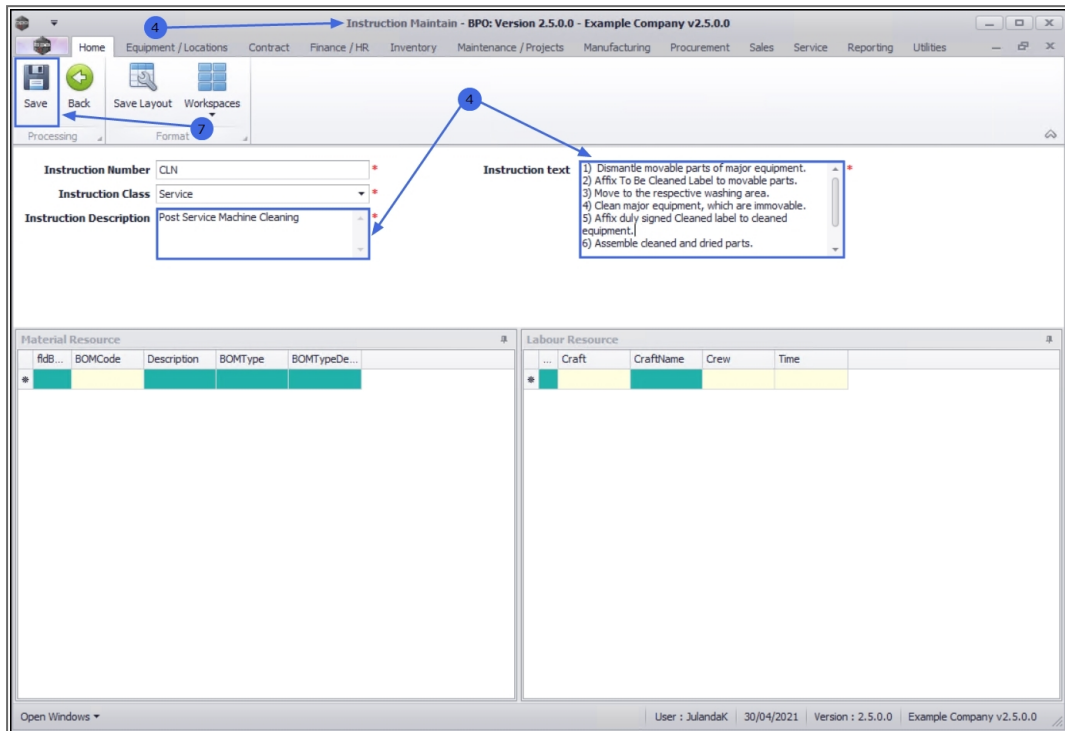 4
Instruction Maintain - BPO: Version 2.5.0.0 - Example Company v2.5.0.0
Home Equipment / Locations Contract Finance / HR Inventory Maintenance / Projects Manufacturing Procurement Sales Service Reporting Utilities
Save Back Save Layout Workspaces
4
7
Processing Format
Instruction Number CLN *
Instruction Class Service *
Instruction Description Post Service Machine Cleaning *
Instruction text *
1) Dismantle movable parts of major equipment.
2) Affix To Be Cleaned Label to movable parts.
3) Move to the respective washing area.
4) Clean major equipment, which are immovable.
5) Affix duly signed Cleaned label to cleaned
equipment.
6) Assemble cleaned and dried parts.
Material Resource
fldB... BOMCode Description BOMType BOMTypeDe...
Labour Resource
... Craft CraftName Crew Time
Open Windows User : JulandaK 30/04/2021 Version : 2.5.0.0 Example Company v2.5.0.0